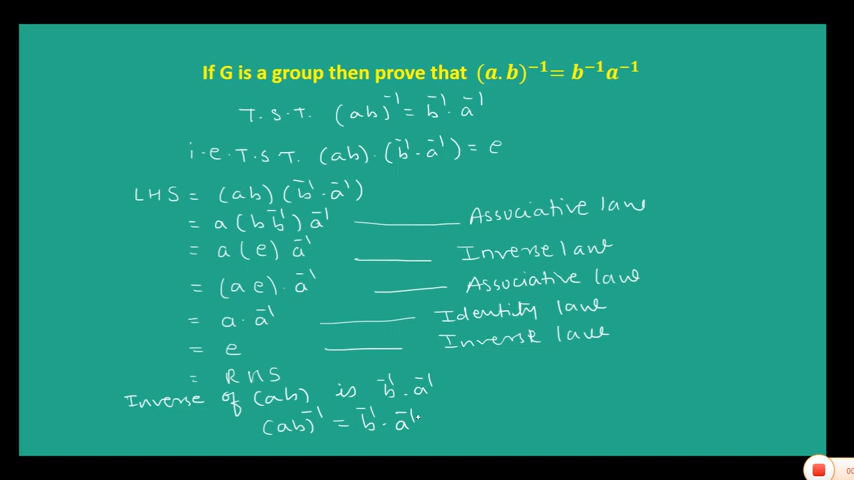 If G is a group then prove that (a.b)⁻¹= b⁻¹a⁻¹
T.S.T. (ab)⁻¹ = b⁻¹·a⁻¹
i.e.T.S.T. (ab)·(b⁻¹·a⁻¹) = e
LHS = (ab)(b⁻¹·a⁻¹)
= a(bb⁻¹)a⁻¹ Associative law
= a(e) a⁻¹ Inverse law
= (ae)·a⁻¹ Associative law
= a·a⁻¹ Identity law
= e Inverse law
= RHS
Inverse of (ab) is b⁻¹·a⁻¹
(ab)⁻¹ = b⁻¹·a⁻¹
00